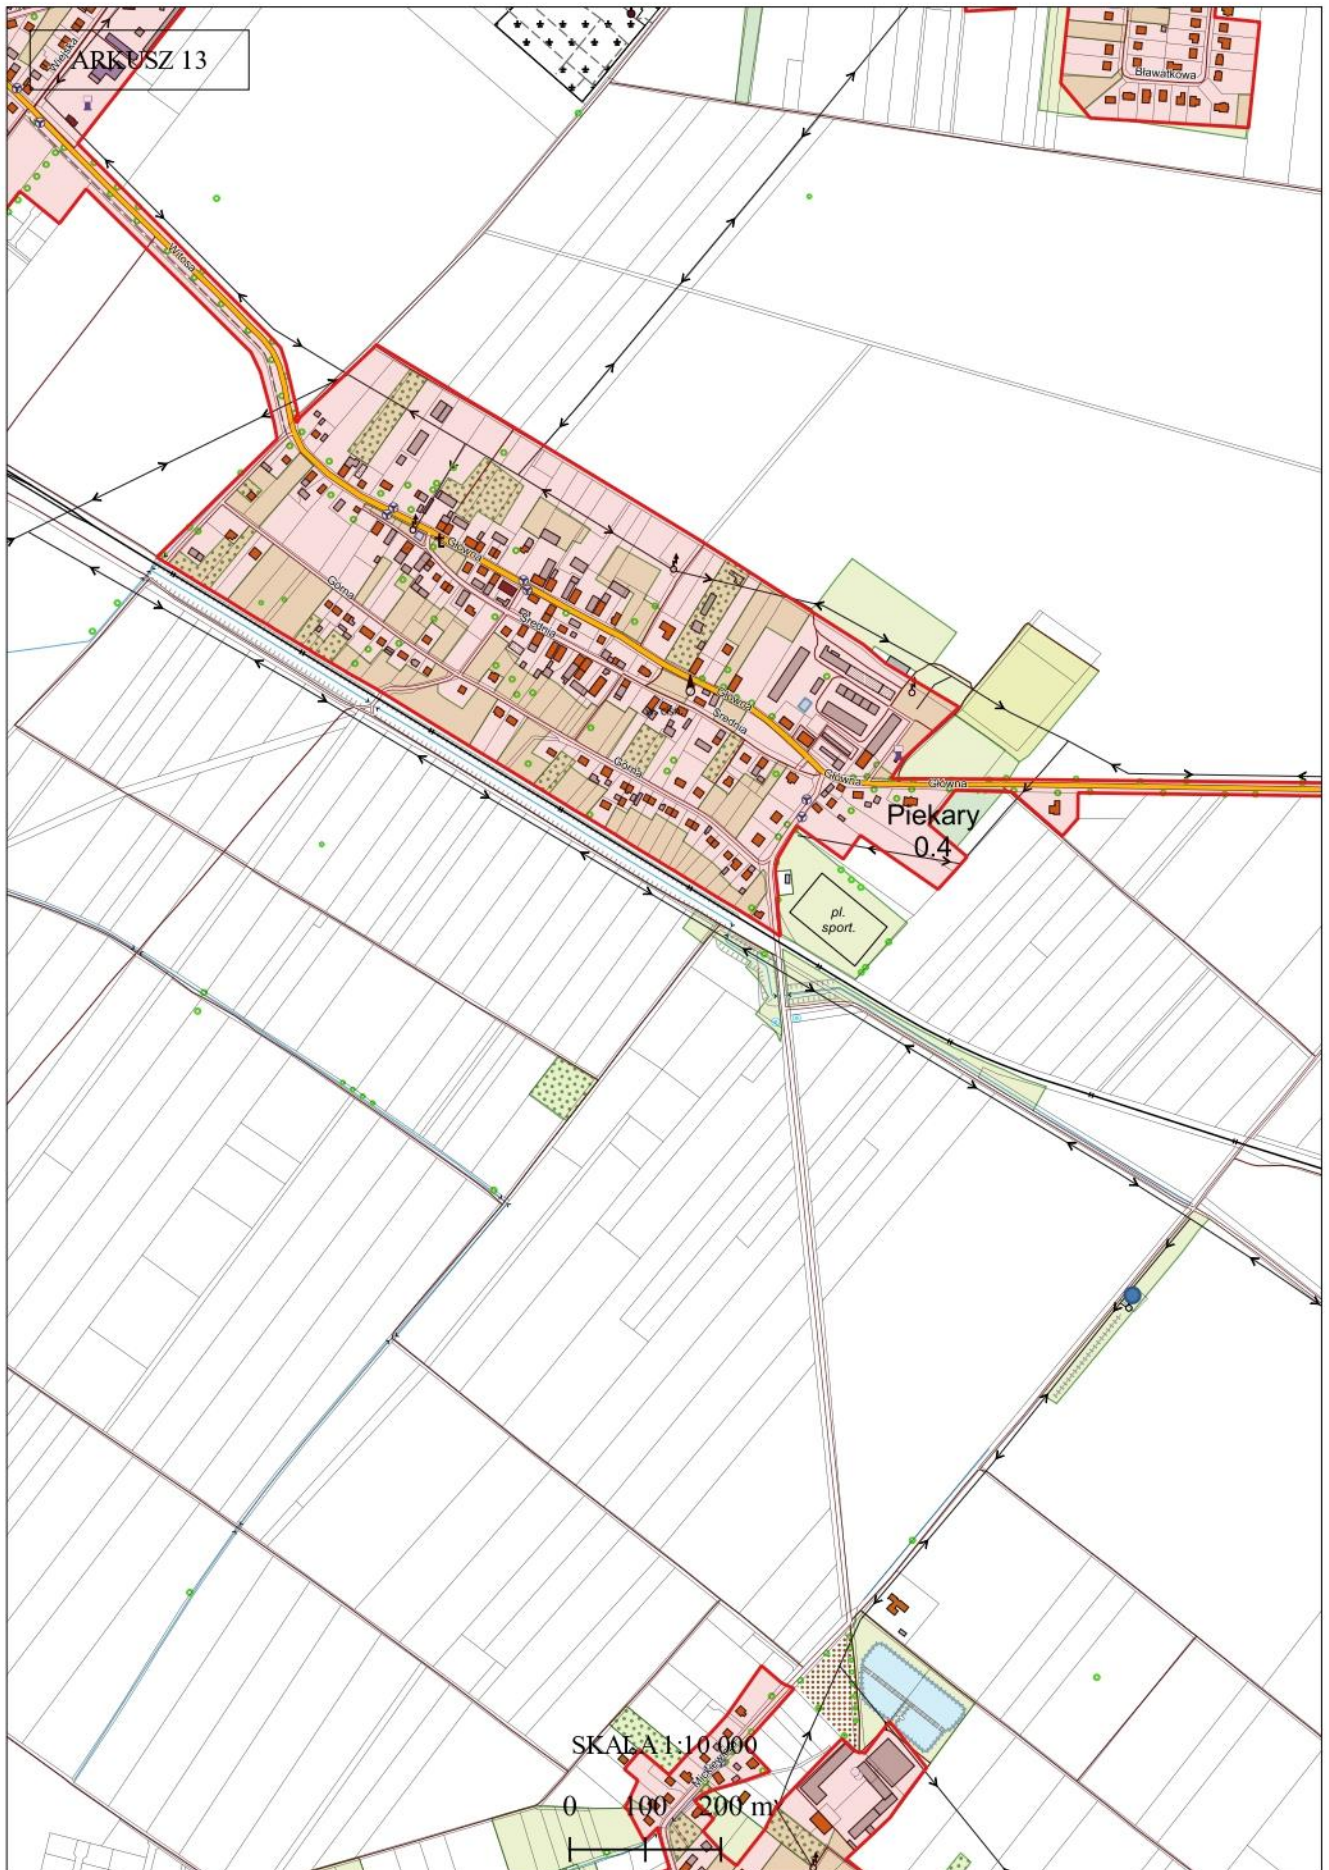 Wiejska
ARKUSZ 13
Bławatkowa
Witosa
Główna
Górna
Średnia
Główna
Średnia
Górna
Główna
Główna
Piekary
0.4
pl.
sport.
SKALA 1:10 000
0 100 200 m